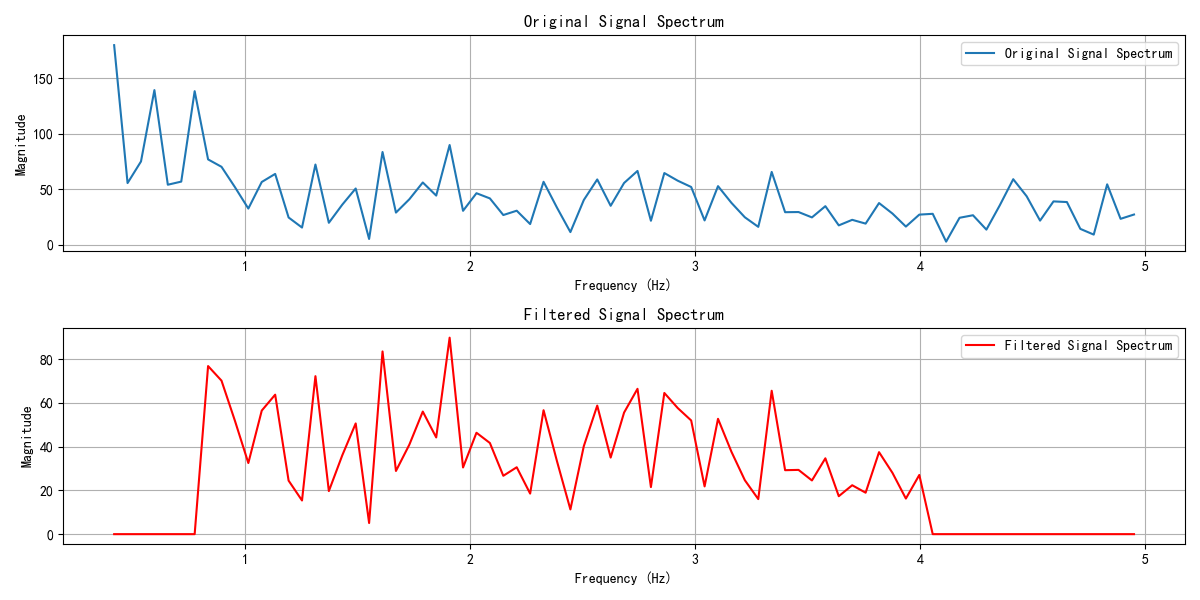 Original Signal Spectrum
Original Signal Spectrum
Magnitude
150
100
50
0
1 2 3 4 5
Frequency (Hz)
Filtered Signal Spectrum
Filtered Signal Spectrum
Magnitude
80
60
40
20
0
1 2 3 4 5
Frequency (Hz)